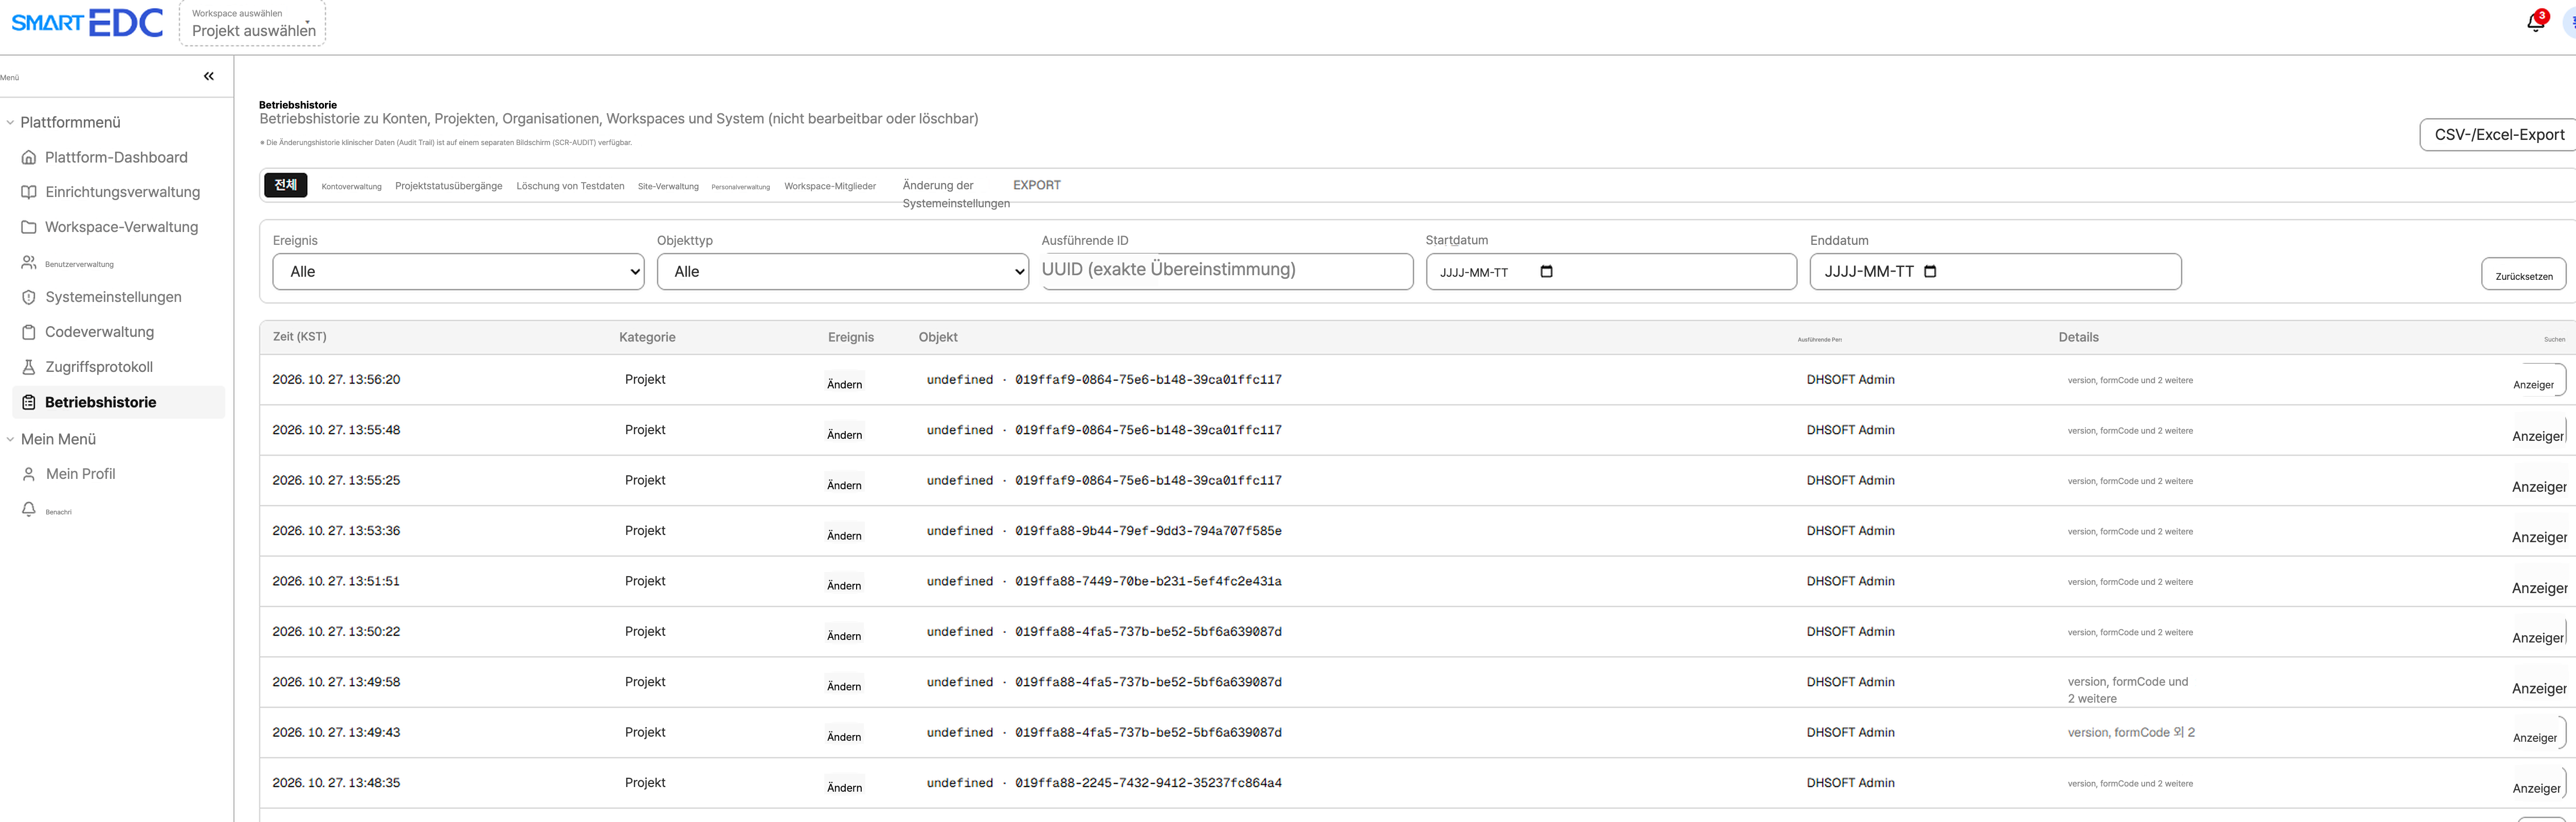 SMART EDC
Workspace auswählen
Projekt auswählen
3
Menü
Plattformmenü
Plattform-Dashboard
Einrichtungsverwaltung
Workspace-Verwaltung
Benutzerverwaltung
Systemeinstellungen
Codeverwaltung
Zugriffsprotokoll
Betriebshistorie
Mein Menü
Mein Profil
Benachri
Betriebshistorie
Betriebshistorie zu Konten, Projekten, Organisationen, Workspaces und System (nicht bearbeitbar oder löschbar)
※ Die Änderungshistorie klinischer Daten (Audit Trail) ist auf einem separaten Bildschirm (SCR-AUDIT) verfügbar.
CSV-/Excel-Export
전체 Kontoverwaltung Projektstatusübergänge Löschung von Testdaten Site-Verwaltung Personalverwaltung Workspace-Mitglieder Änderung der Systemeinstellungen EXPORT
Ereignis Objekttyp Ausführende ID Startdatum Enddatum
Alle Alle UUID (exakte Übereinstimmung) JJJJ-MM-TT JJJJ-MM-TT Zurücksetzen
Zeit (KST) Kategorie Ereignis Objekt Ausführende Pers Details Suchen
2026. 10. 27. 13:56:20 Projekt Ändern undefined · 019ffaf9-0864-75e6-b148-39ca01ffc117 DHSOFT Admin version, formCode und 2 weitere Anzeiger
2026. 10. 27. 13:55:48 Projekt Ändern undefined · 019ffaf9-0864-75e6-b148-39ca01ffc117 DHSOFT Admin version, formCode und 2 weitere Anzeiger
2026. 10. 27. 13:55:25 Projekt Ändern undefined · 019ffaf9-0864-75e6-b148-39ca01ffc117 DHSOFT Admin version, formCode und 2 weitere Anzeiger
2026. 10. 27. 13:53:36 Projekt Ändern undefined · 019ffa88-9b44-79ef-9dd3-794a707f585e DHSOFT Admin version, formCode und 2 weitere Anzeiger
2026. 10. 27. 13:51:51 Projekt Ändern undefined · 019ffa88-7449-70be-b231-5ef4fc2e431a DHSOFT Admin version, formCode und 2 weitere Anzeiger
2026. 10. 27. 13:50:22 Projekt Ändern undefined · 019ffa88-4fa5-737b-be52-5bf6a639087d DHSOFT Admin version, formCode und 2 weitere Anzeiger
2026. 10. 27. 13:49:58 Projekt Ändern undefined · 019ffa88-4fa5-737b-be52-5bf6a639087d DHSOFT Admin version, formCode und 2 weitere Anzeiger
2026. 10. 27. 13:49:43 Projekt Ändern undefined · 019ffa88-4fa5-737b-be52-5bf6a639087d DHSOFT Admin version, formCode 외 2 Anzeiger
2026. 10. 27. 13:48:35 Projekt Ändern undefined · 019ffa88-2245-7432-9412-35237fc864a4 DHSOFT Admin version, formCode und 2 weitere Anzeiger